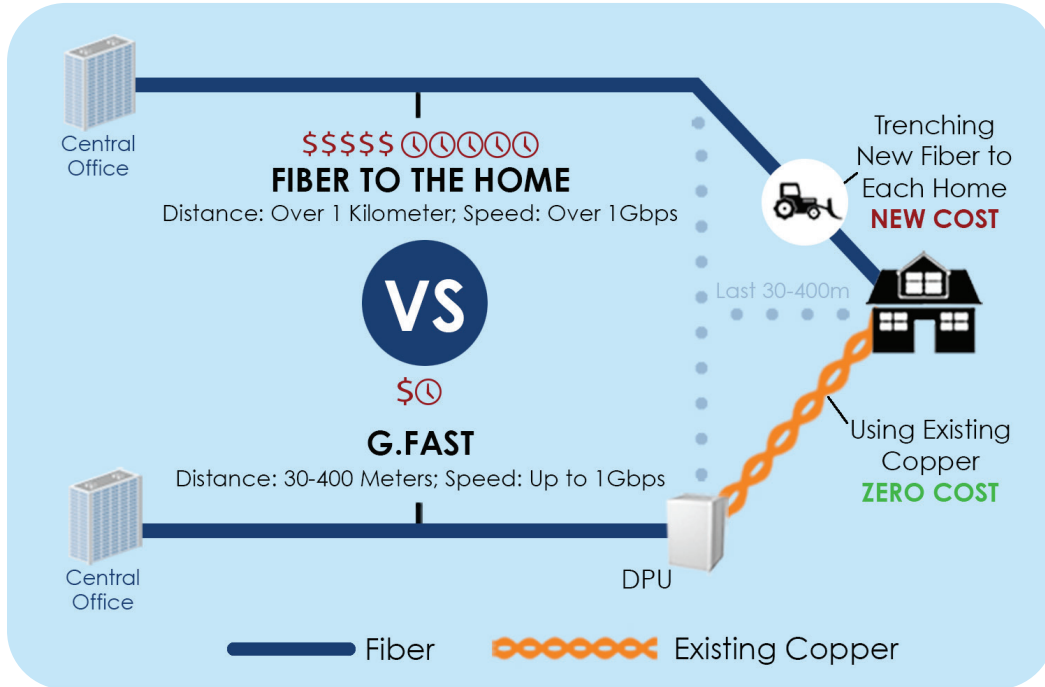 Central
Office
$$$$$
FIBER TO THE HOME
Distance: Over 1 Kilometer; Speed: Over 1Gbps
Trenching
New Fiber to
Each Home
NEW COST
VS
Last 30-400m
$
G.FAST
Distance: 30-400 Meters; Speed: Up to 1Gbps
Using Existing
Copper
ZERO COST
Central
Office
DPU
Fiber
Existing Copper